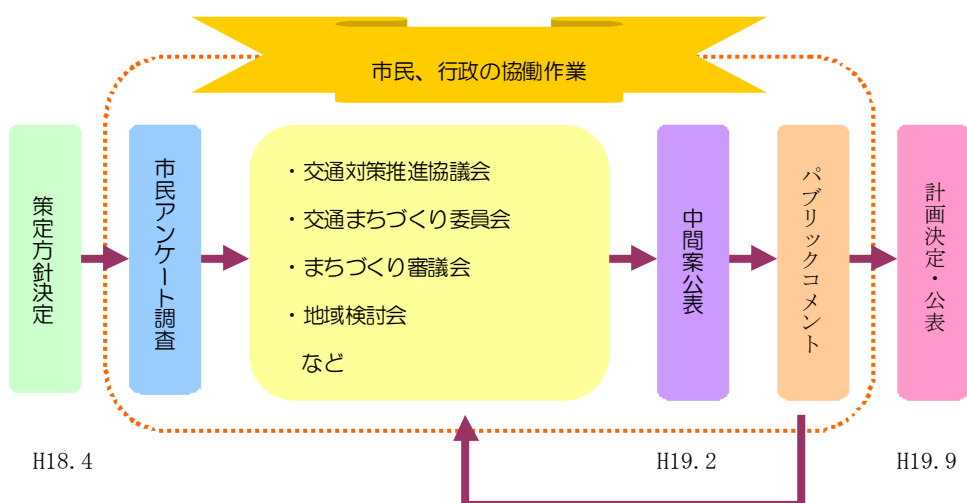 市民、行政の協働作業
策定方針決定
市民アンケート調査
・交通対策推進協議会
・交通まちづくり委員会
・まちづくり審議会
・地域検討会
など
中間案公表
パブリックコメント
計画決定・公表
H18.4
H19.2
H19.9